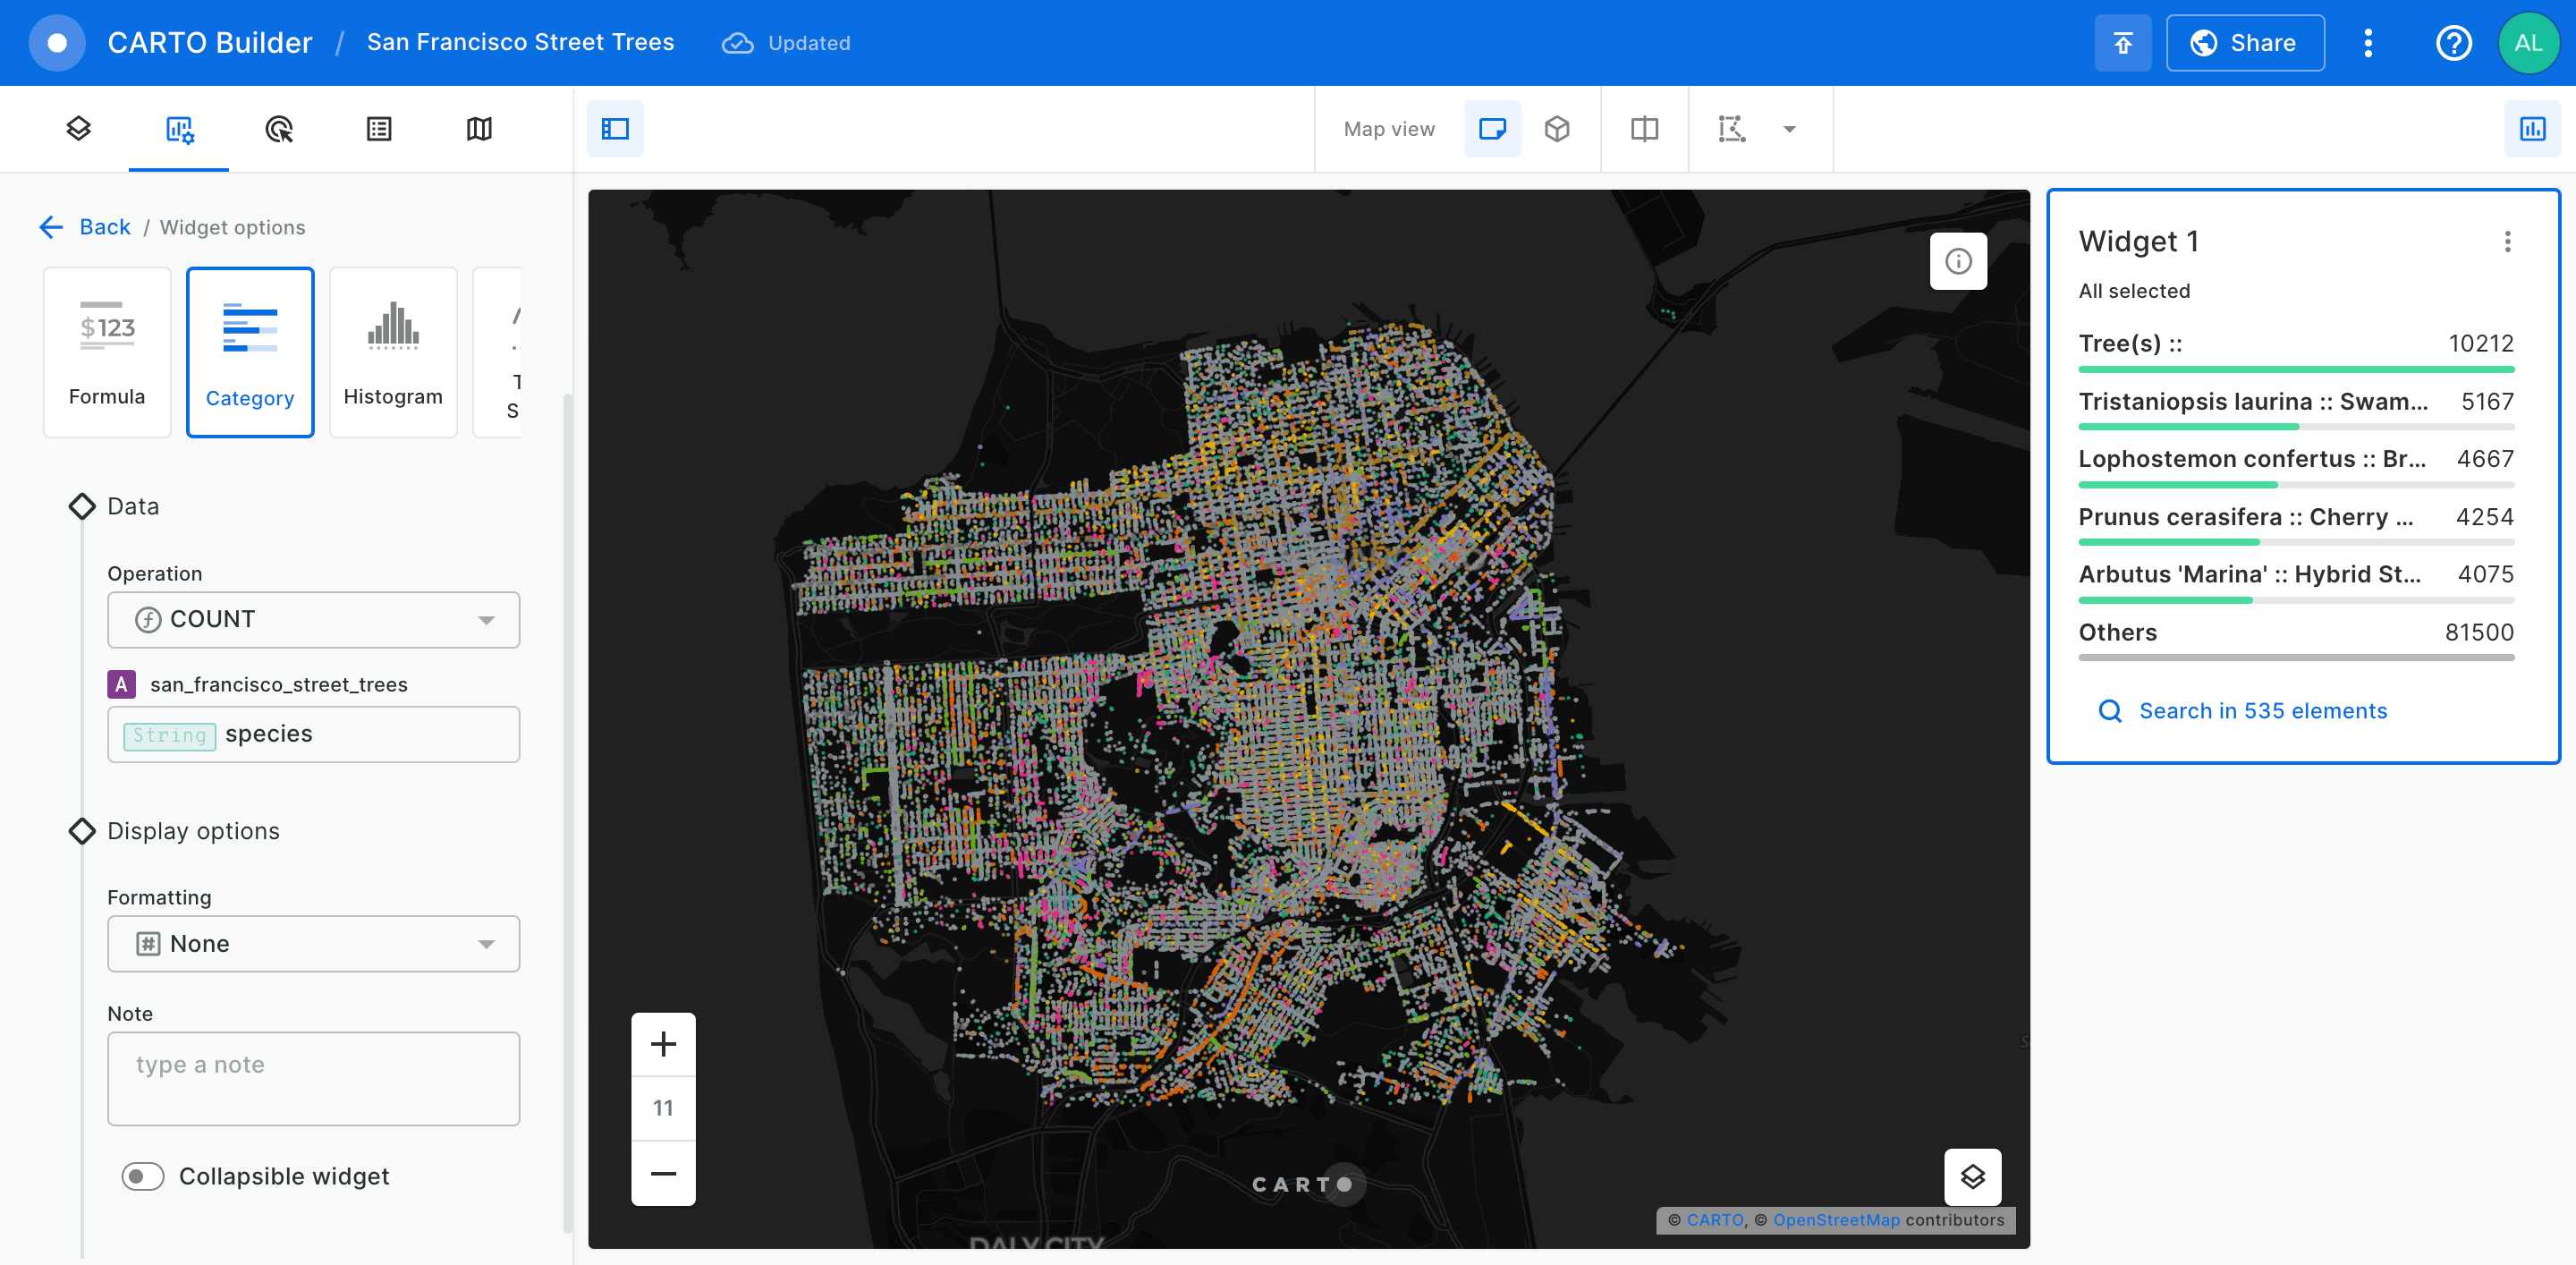 CARTO Builder / San Francisco Street Trees Updated
Share
AL
Map view
Back / Widget options
$123
Formula
Category
Histogram
T
S
Data
Operation
COUNT
A san_francisco_street_trees
String species
Display options
Formatting
None
Note
type a note
Collapsible widget
11
CARTO
DALY CITY
© CARTO, © OpenStreetMap contributors
Widget 1
All selected
Tree(s) :: 10212
Tristaniopsis laurina :: Swam... 5167
Lophostemon confertus :: Br... 4667
Prunus cerasifera :: Cherry ... 4254
Arbutus 'Marina' :: Hybrid St... 4075
Others 81500
Search in 535 elements